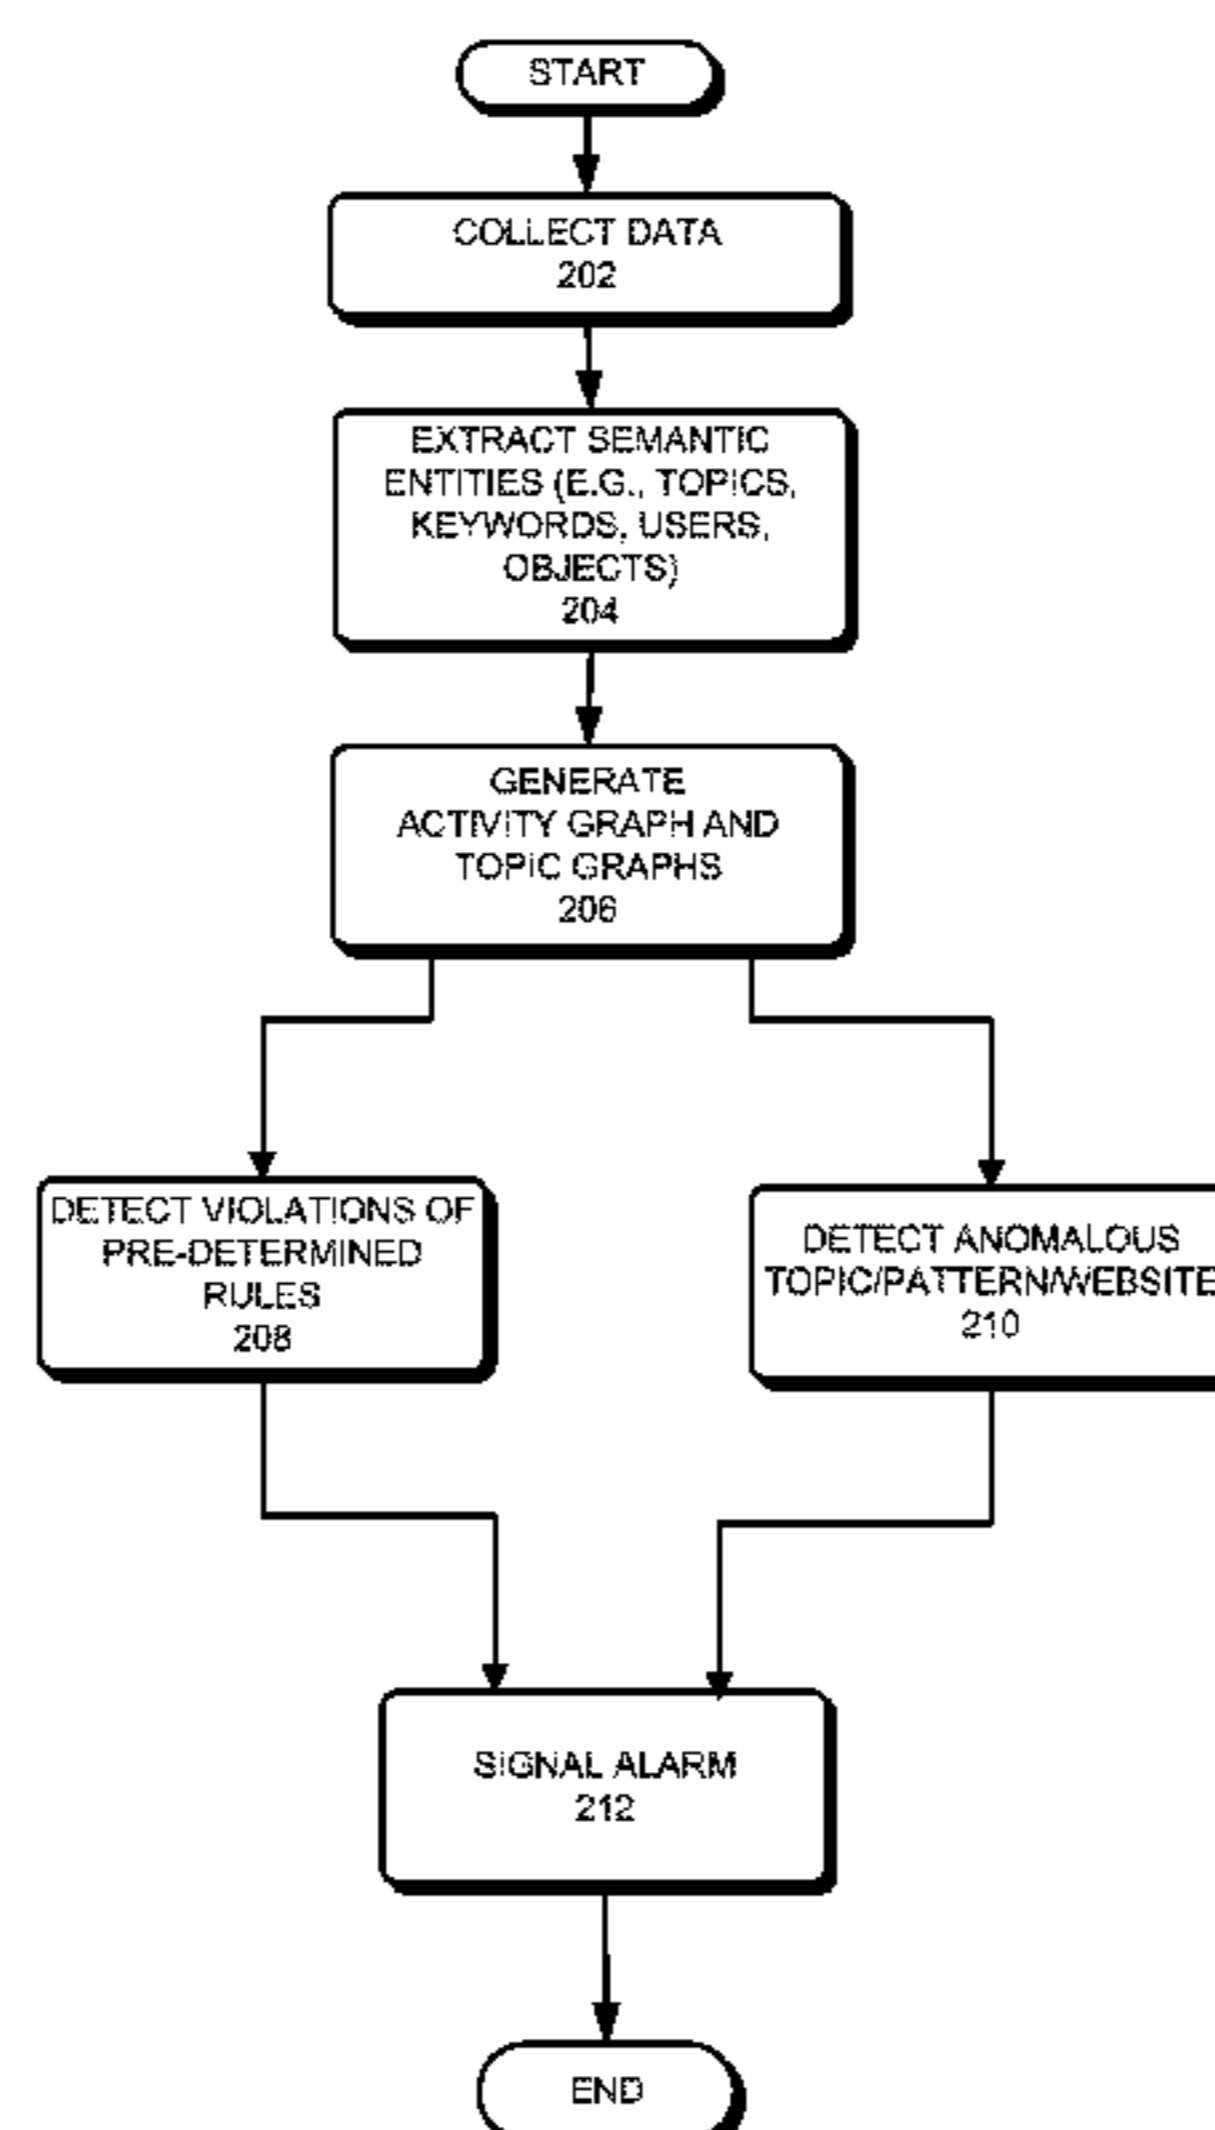 START
COLLECT DATA
202
EXTRACT SEMANTIC
ENTITIES (E.G., TOPICS,
KEYWORDS, USERS,
OBJECTS)
204
GENERATE
ACTIVITY GRAPH AND
TOPIC GRAPHS
206
DETECT VIOLATIONS OF
PRE-DETERMINED
RULES
208
DETECT ANOMALOUS
TOPIC/PATTERN/WEBSITE
210
SIGNAL ALARM
212
END